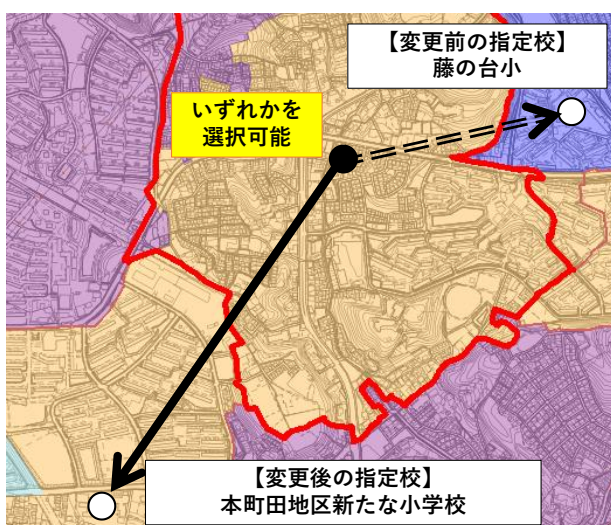 【変更前の指定校】
藤の台小
いずれかを
選択可能
【変更後の指定校】
本町田地区新たな小学校